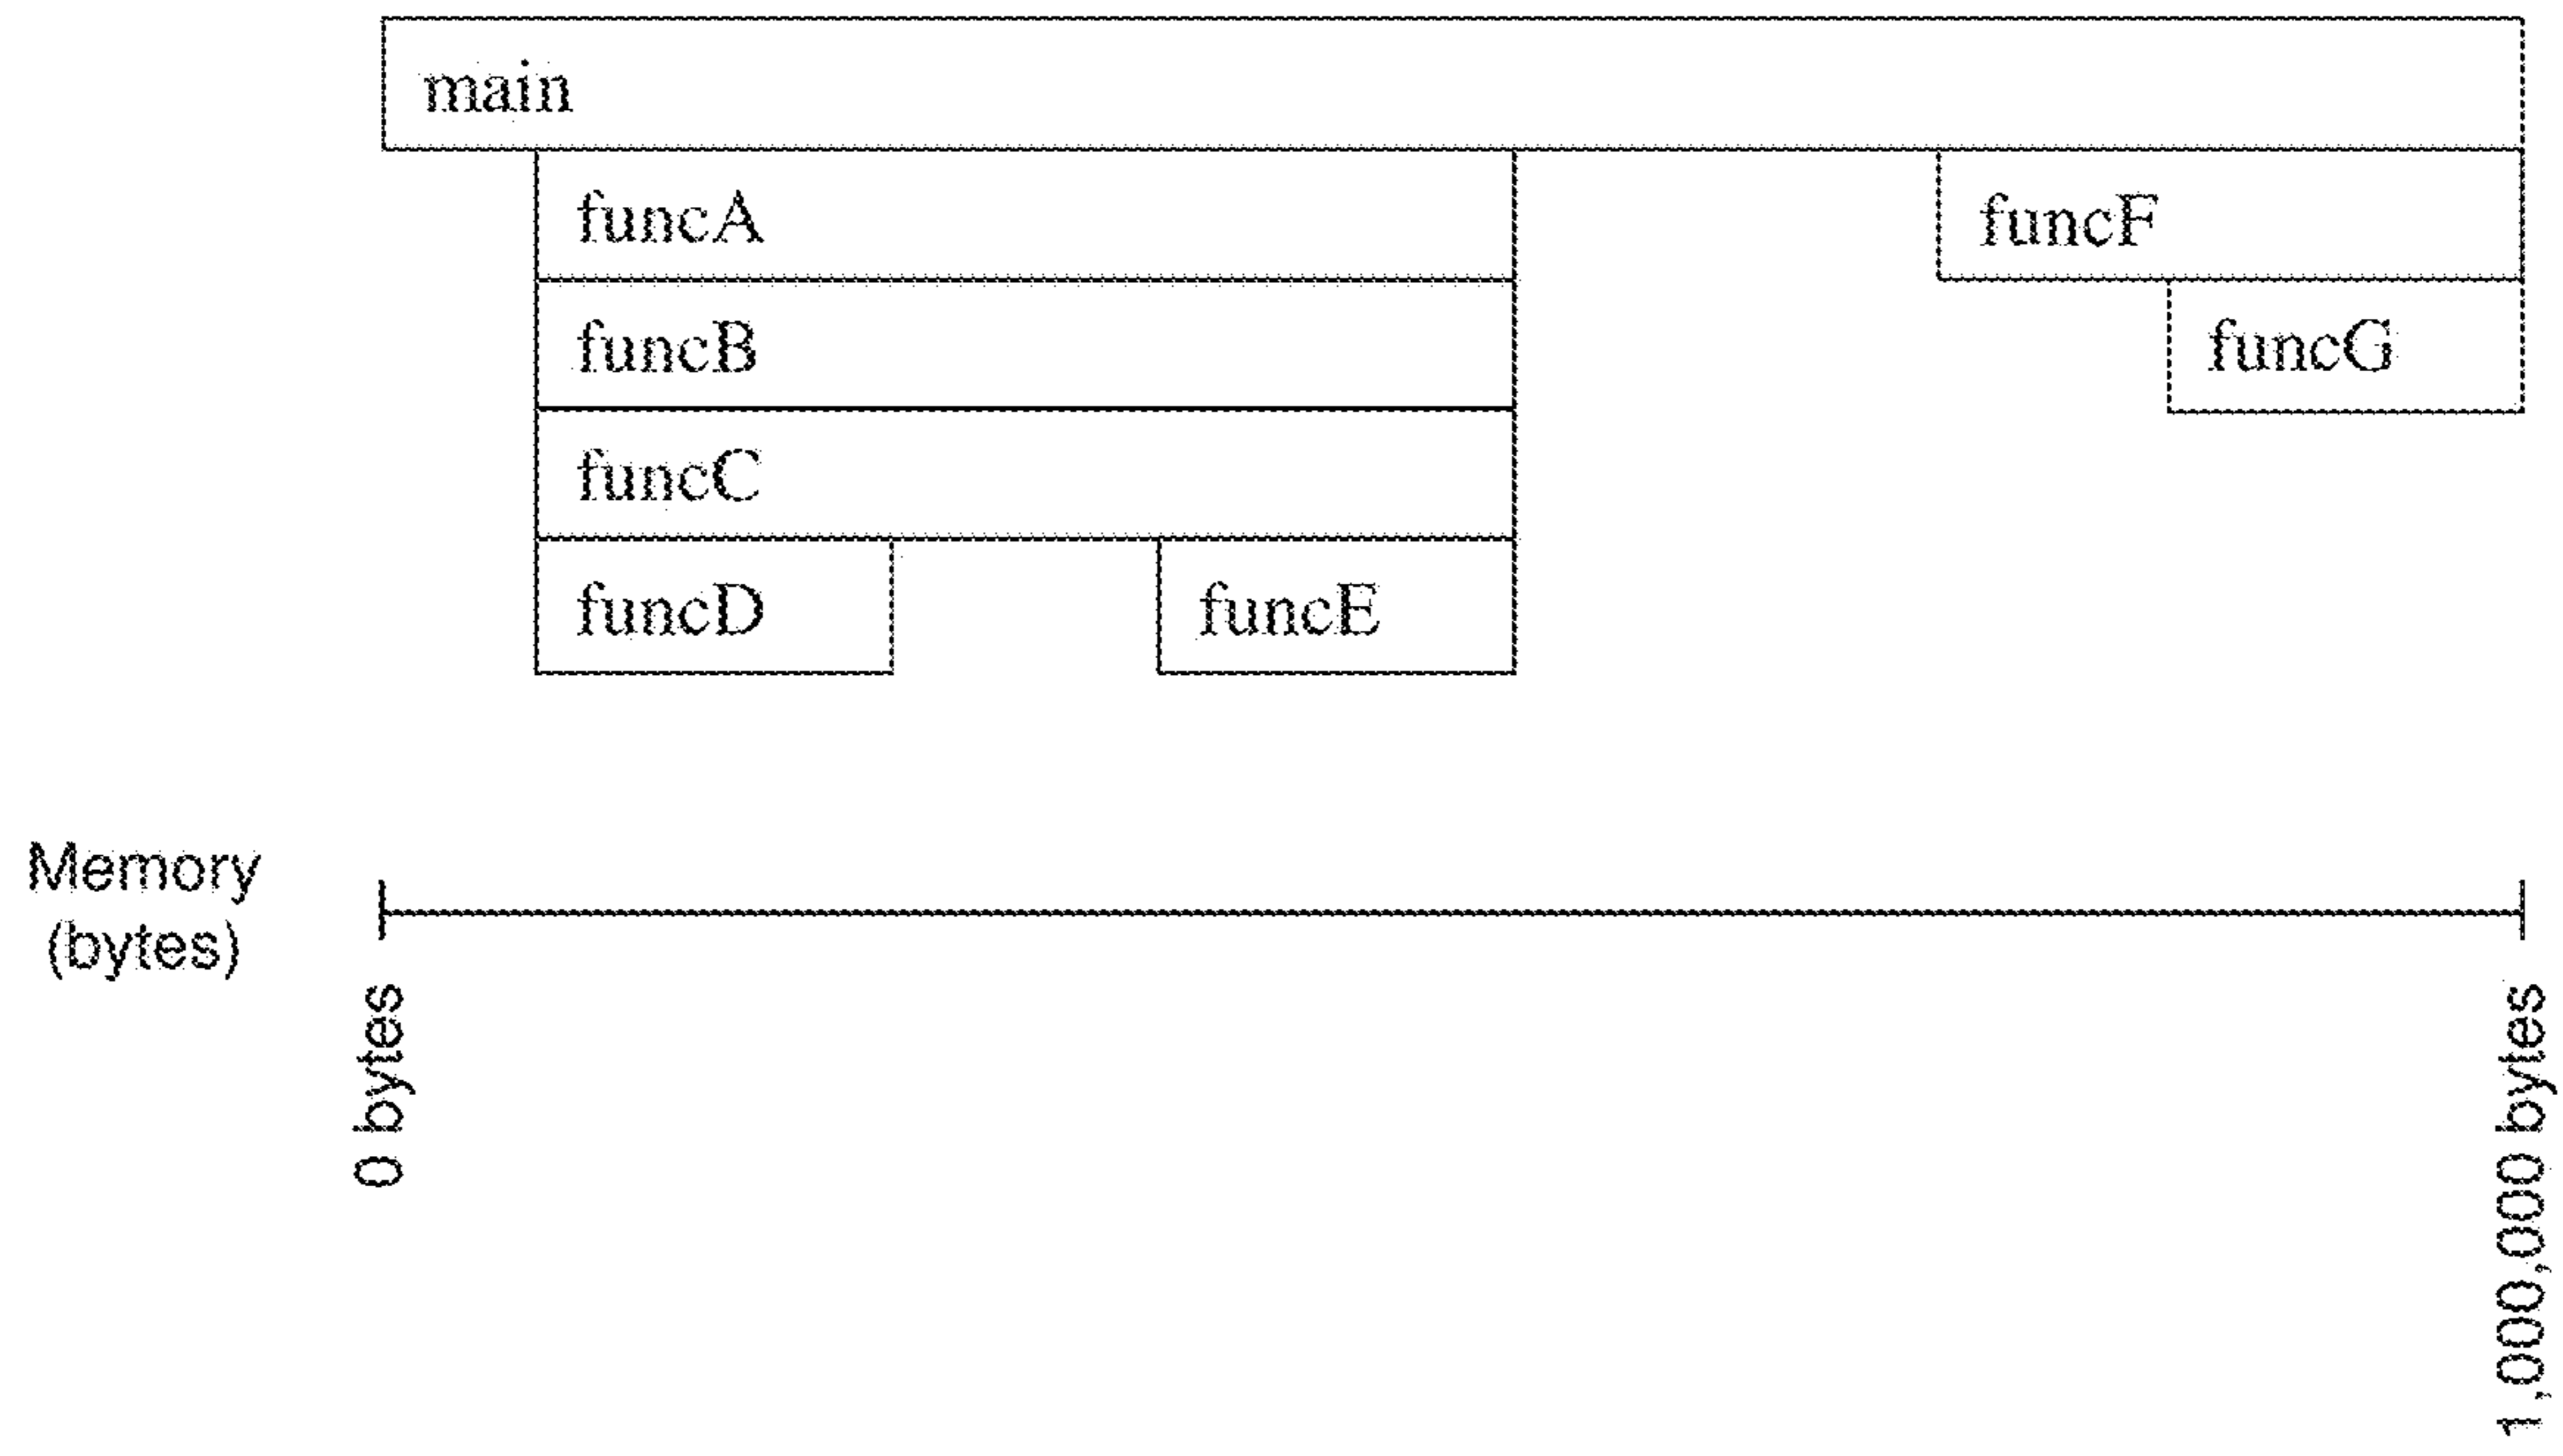 main
funcA
funcF
funcB
funcG
funcC
funcD
funcE
Memory
(bytes)
0 bytes
1,000,000 bytes